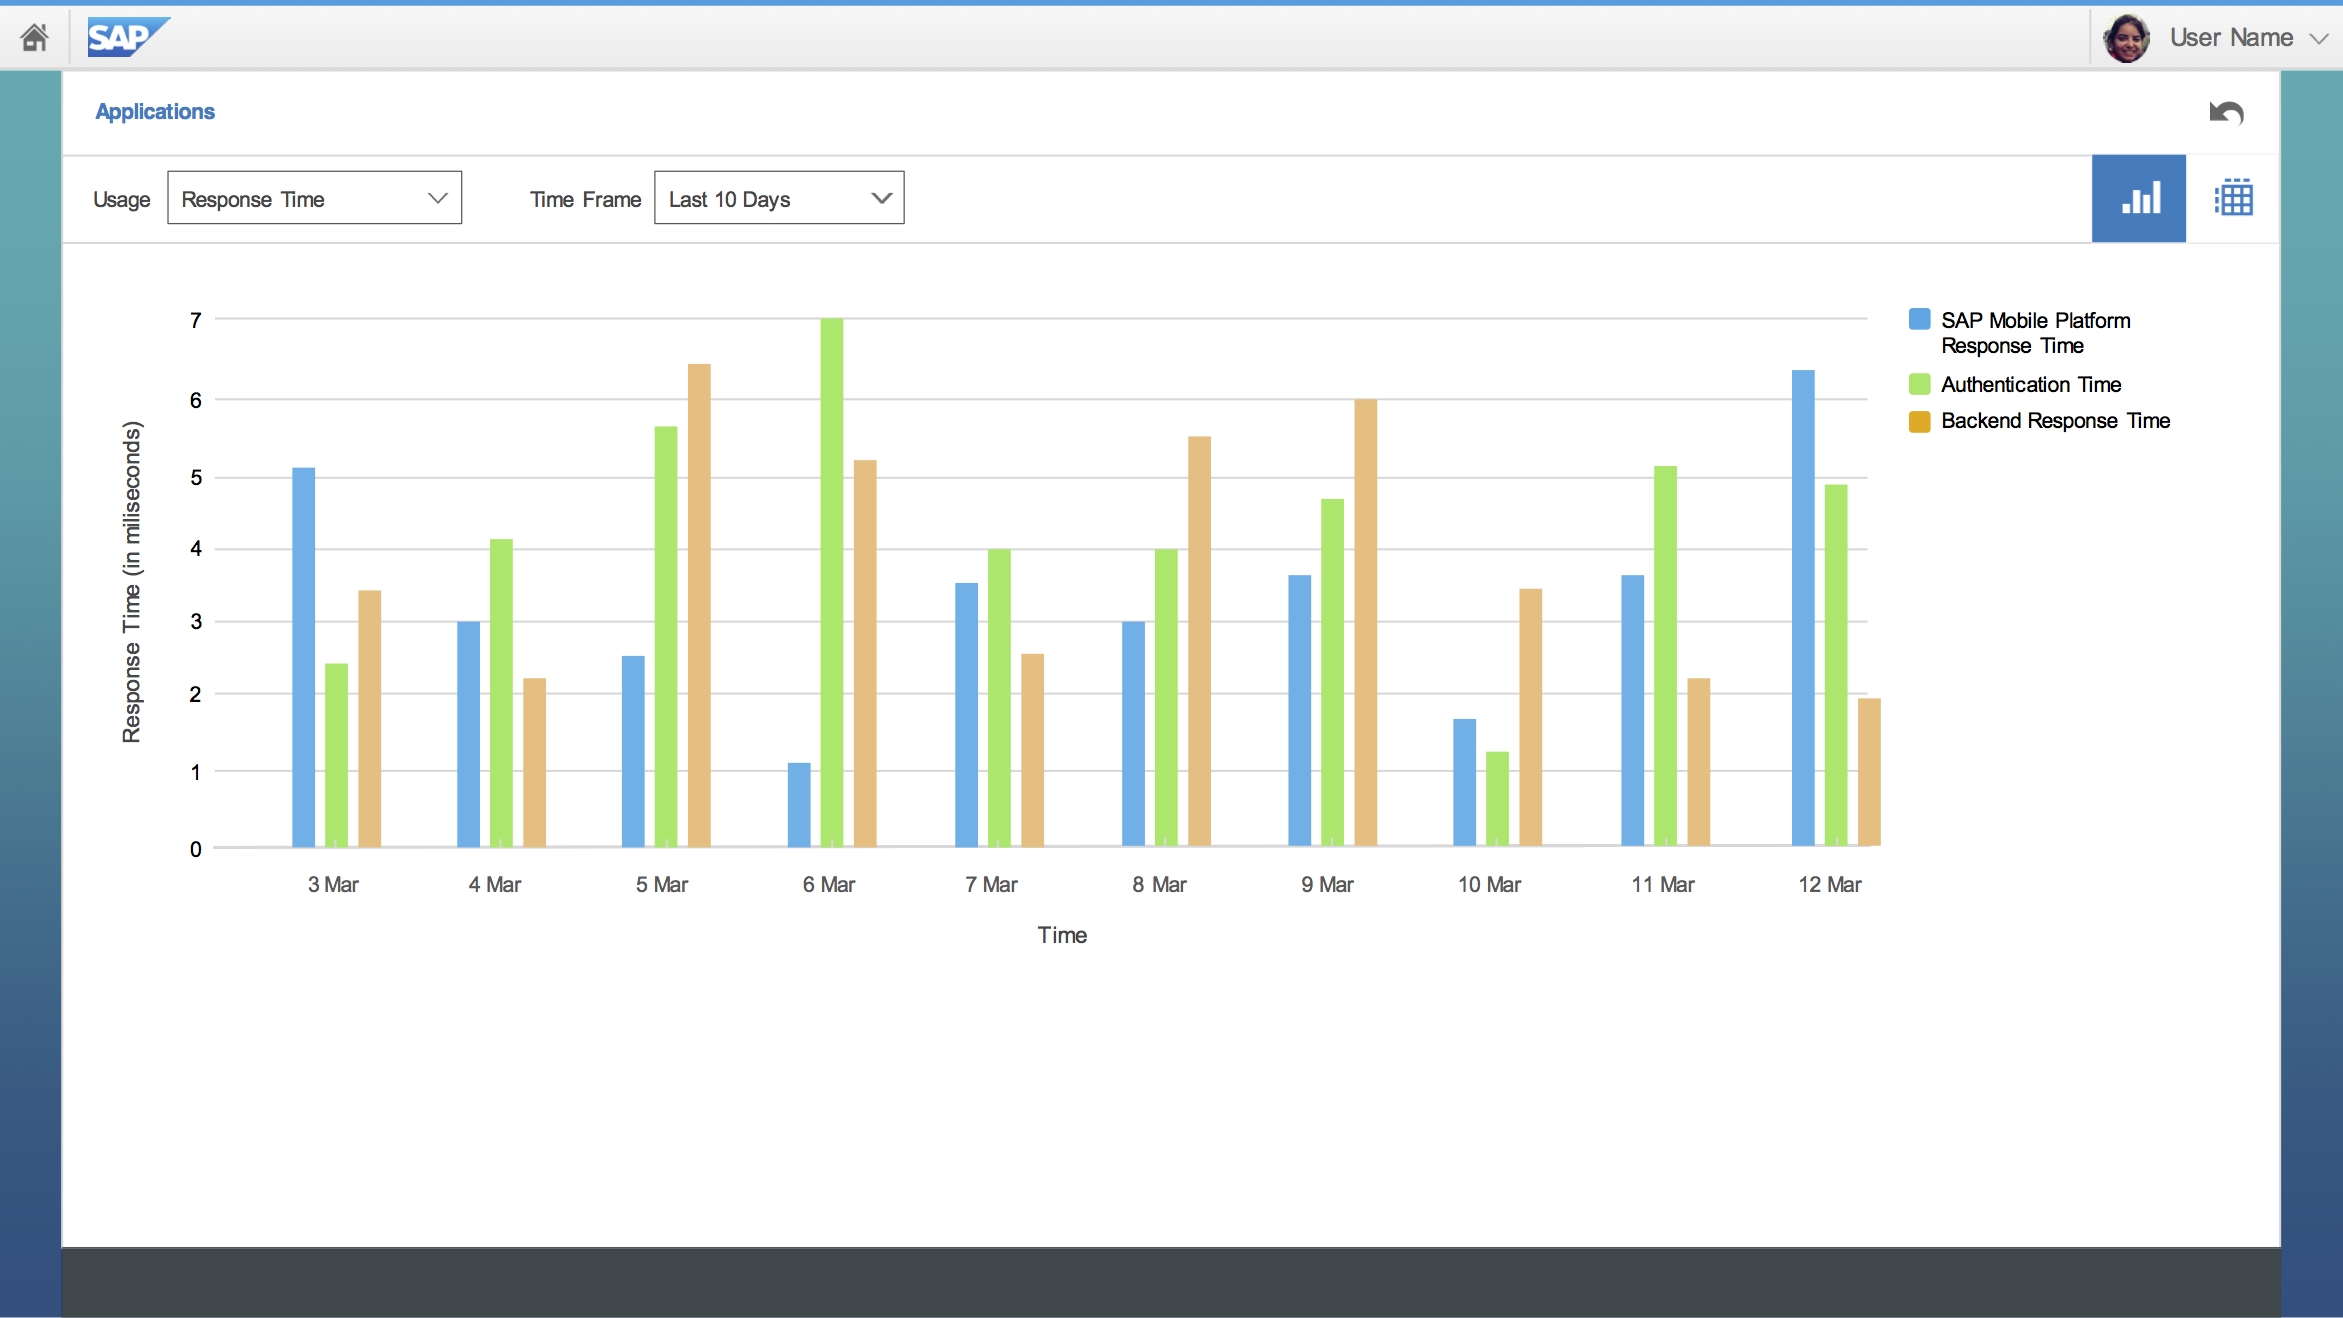 SAP
User Name
Applications
Usage
Response Time
Time Frame
Last 10 Days
7
6
5
4
3
2
1
0
Response Time (in miliseconds)
3 Mar
4 Mar
5 Mar
6 Mar
7 Mar
8 Mar
9 Mar
10 Mar
11 Mar
12 Mar
Time
SAP Mobile Platform
Response Time
Authentication Time
Backend Response Time